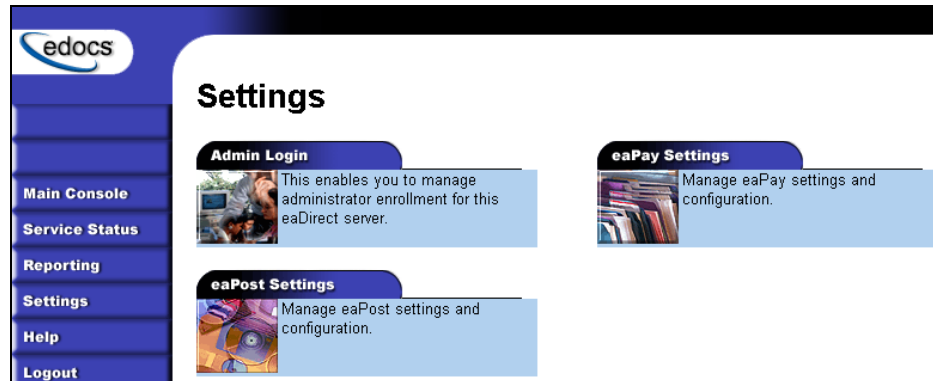 edocs
Settings
Main Console
Service Status
Reporting
Settings
Help
Logout
Admin Login
This enables you to manage
administrator enrollment for this
eaDirect server.
eaPay Settings
Manage eaPay settings and
configuration.
eaPost Settings
Manage eaPost settings and
configuration.